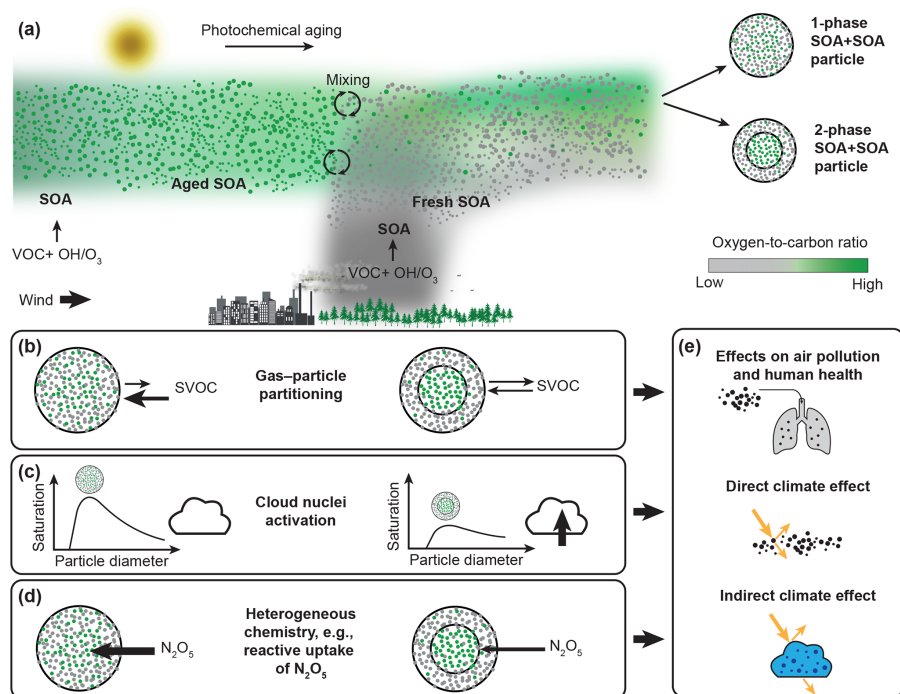 (a)
Photochemical aging
Mixing
Aged SOA
SOA
VOC+ OH/O₃
Wind
Fresh SOA
SOA
VOC+ OH/O₃
1-phase
SOA+SOA
particle
2-phase
SOA+SOA
particle
Oxygen-to-carbon ratio
Low
High
(b)
SVOC
Gas–particle
partitioning
SVOC
(c)
Saturation
Particle diameter
Cloud nuclei
activation
Saturation
Particle diameter
(d)
N₂O₅
Heterogeneous
chemistry, e.g.,
reactive uptake
of N₂O₅
N₂O₅
(e)
Effects on air pollution
and human health
Direct climate effect
Indirect climate effect